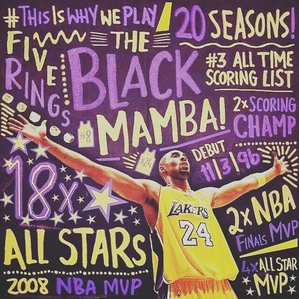 #THIS IS WHY WE PLAY
FIVE RINGS
THE BLACK MAMBA!
20 SEASONS!
#3 ALL TIME SCORING LIST
2x SCORING CHAMP
#8
#24
DEBUT 11/3/96
18x ALL STARS
LAKERS
24
2x NBA FINALS MVP
4x ALL STAR MVP
2008 NBA MVP